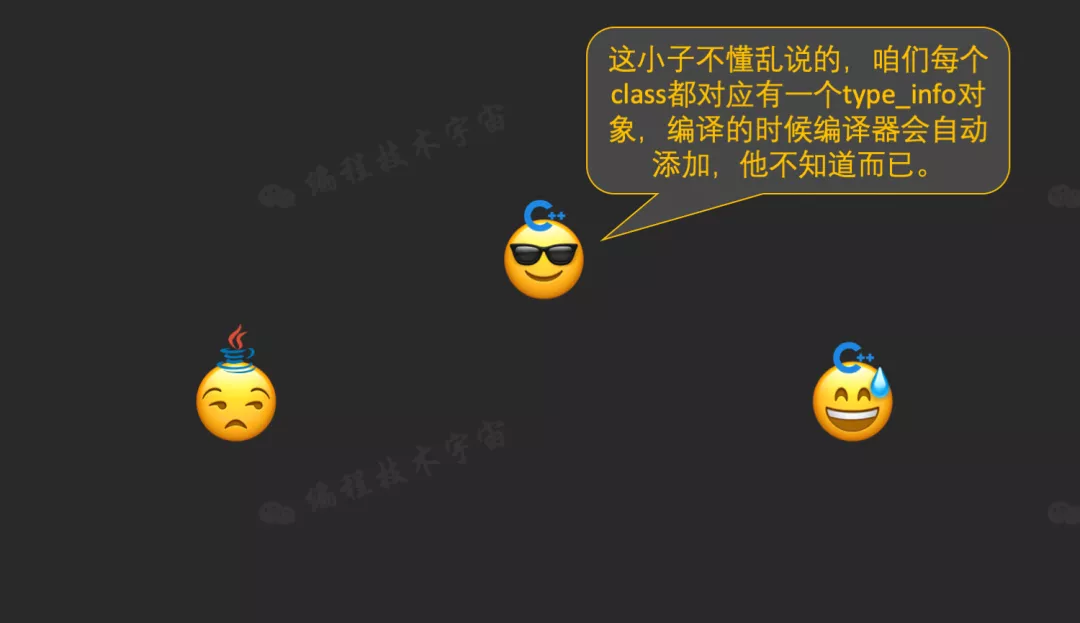 这小子不懂乱说的，咱们每个
class都对应有一个type_info对
象，编译的时候编译器会自动
添加，他不知道而已。
编程技术宇宙
C++
C++
编程技术宇宙